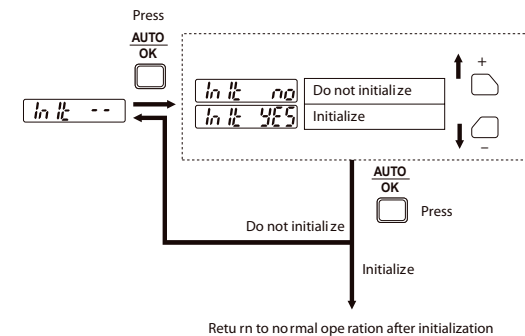 Press
AUTO
OK
+
In It no Do not initialize
In It YES Initialize
In It --
–
AUTO
OK
Press
Do not initialize
Initialize
Retu rn to no rmal ope ration after initialization